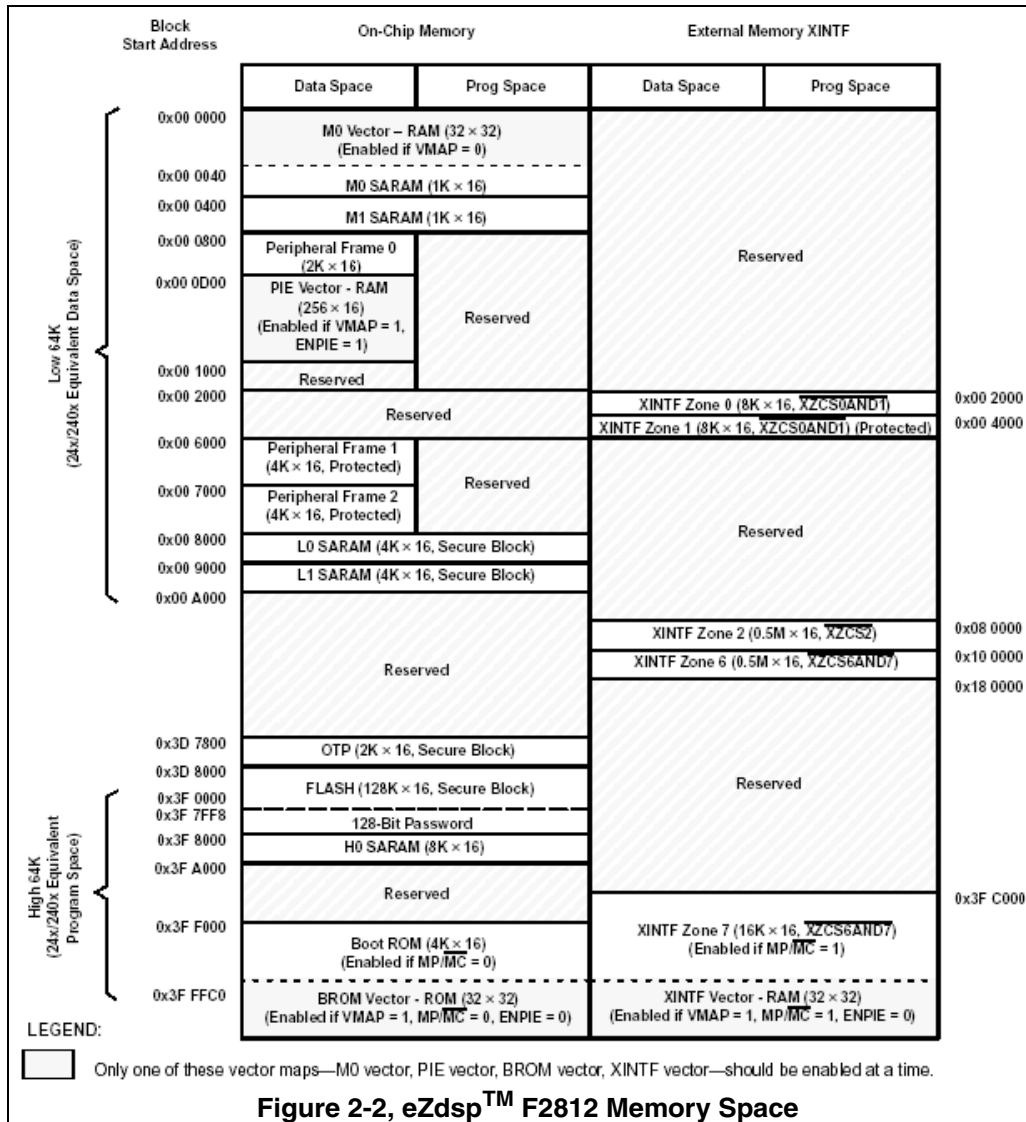 Block
Start Address
On-Chip Memory
External Memory XINTF
Data Space
Prog Space
Data Space
Prog Space
0x00 0000
M0 Vector – RAM (32 × 32)
(Enabled if VMAP = 0)
0x00 0040
M0 SARAM (1K × 16)
0x00 0400
M1 SARAM (1K × 16)
0x00 0800
Peripheral Frame 0
(2K × 16)
0x00 0D00
PIE Vector - RAM
(256 × 16)
(Enabled if VMAP = 1,
ENPIE = 1)
Reserved
Reserved
0x00 1000
Reserved
0x00 2000
Reserved
XINTF Zone 0 (8K × 16, XZCS0AND1)
0x00 2000
XINTF Zone 1 (8K × 16, XZCS0AND1) (Protected)
0x00 4000
Low 64K
(24x/240x Equivalent Data Space)
0x00 6000
Peripheral Frame 1
(4K × 16, Protected)
Reserved
0x00 7000
Peripheral Frame 2
(4K × 16, Protected)
Reserved
0x00 8000
L0 SARAM (4K × 16, Secure Block)
0x00 9000
L1 SARAM (4K × 16, Secure Block)
0x00 A000
Reserved
XINTF Zone 2 (0.5M × 16, XZCS2)
0x08 0000
XINTF Zone 6 (0.5M × 16, XZCS6AND7)
0x10 0000
0x18 0000
0x3D 7800
OTP (2K × 16, Secure Block)
0x3D 8000
FLASH (128K × 16, Secure Block)
Reserved
0x3F 0000
0x3F 7FF8
128-Bit Password
0x3F 8000
H0 SARAM (8K × 16)
0x3F A000
Reserved
0x3F C000
High 64K
(24x/240x Equivalent
Program Space)
0x3F F000
Boot ROM (4K × 16)
(Enabled if MP/MC = 0)
XINTF Zone 7 (16K × 16, XZCS6AND7)
(Enabled if MP/MC = 1)
0x3F FFC0
BROM Vector - ROM (32 × 32)
(Enabled if VMAP = 1, MP/MC = 0, ENPIE = 0)
XINTF Vector - RAM (32 × 32)
(Enabled if VMAP = 1, MP/MC = 1, ENPIE = 0)
LEGEND:
Only one of these vector maps—M0 vector, PIE vector, BROM vector, XINTF vector—should be enabled at a time.
Figure 2-2, eZdsp™ F2812 Memory Space